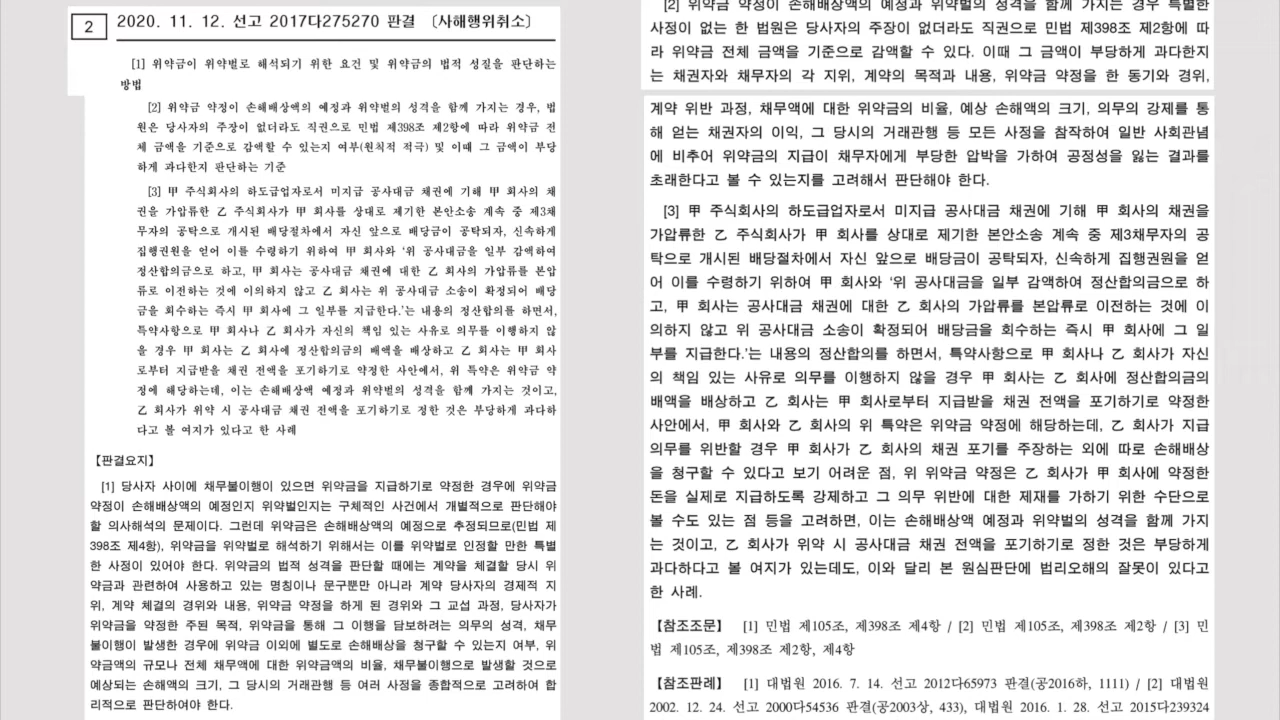 2
2020. 11. 12. 선고 2017다275270 판결 〔사해행위취소〕
[1] 위약금이 위약벌로 해석되기 위한 요건 및 위약금의 법적 성질을 판단하는
방법
[2] 위약금 약정이 손해배상액의 예정과 위약벌의 성격을 함께 가지는 경우, 법
원은 당사자의 주장이 없더라도 직권으로 민법 제398조 제2항에 따라 위약금 전
체 금액을 기준으로 감액할 수 있는지 여부(원칙적 적극) 및 이때 그 금액이 부당
하게 과다한지 판단하는 기준
[3] 甲 주식회사의 하도급업자로서 미지급 공사대금 채권에 기해 甲 회사의 채
권을 가압류한 乙 주식회사가 甲 회사를 상대로 제기한 본안소송 계속 중 제3채
무자의 공탁으로 개시된 배당절차에서 자신 앞으로 배당금이 공탁되자, 신속하게
집행권원을 얻어 이를 수령하기 위하여 甲 회사와 ‘위 공사대금을 일부 감액하여
정산합의금으로 하고, 甲 회사는 공사대금 채권에 대한 乙 회사의 가압류를 본압
류로 이전하는 것에 이의하지 않고 乙 회사는 위 공사대금 소송이 확정되어 배당
금을 회수하는 즉시 甲 회사에 그 일부를 지급한다.’는 내용의 정산합의를 하면서,
특약사항으로 甲 회사나 乙 회사가 자신의 책임 있는 사유로 의무를 이행하지 않
을 경우 甲 회사는 乙 회사에 정산합의금의 배액을 배상하고 乙 회사는 甲 회사
로부터 지급받을 채권 전액을 포기하기로 약정한 사안에서, 위 특약은 위약금 약
정에 해당하는데, 이는 손해배상액 예정과 위약벌의 성격을 함께 가지는 것이고,
乙 회사가 위약 시 공사대금 채권 전액을 포기하기로 정한 것은 부당하게 과다하
다고 볼 여지가 있다고 한 사례
【판결요지】
[1] 당사자 사이에 채무불이행이 있으면 위약금을 지급하기로 약정한 경우에 위약금
약정이 손해배상액의 예정인지 위약벌인지는 구체적인 사건에서 개별적으로 판단해야
할 의사해석의 문제이다. 그런데 위약금은 손해배상액의 예정으로 추정되므로(민법 제
398조 제4항), 위약금을 위약벌로 해석하기 위해서는 이를 위약벌로 인정할 만한 특별
한 사정이 있어야 한다. 위약금의 법적 성격을 판단할 때에는 계약을 체결할 당시 위
약금과 관련하여 사용하고 있는 명칭이나 문구뿐만 아니라 계약 당사자의 경제적 지
위, 계약 체결의 경위와 내용, 위약금 약정을 하게 된 경위와 그 교섭 과정, 당사자가
위약금을 약정한 주된 목적, 위약금을 통해 그 이행을 담보하려는 의무의 성격, 채무
불이행이 발생한 경우에 위약금 이외에 별도로 손해배상을 청구할 수 있는지 여부, 위
약금액의 규모나 전체 채무액에 대한 위약금액의 비율, 채무불이행으로 발생할 것으로
예상되는 손해액의 크기, 그 당시의 거래관행 등 여러 사정을 종합적으로 고려하여 합
리적으로 판단하여야 한다.
[2] 위약금 약정이 손해배상액의 예정과 위약벌의 성격을 함께 가지는 경우 특별한
사정이 없는 한 법원은 당사자의 주장이 없더라도 직권으로 민법 제398조 제2항에 따
라 위약금 전체 금액을 기준으로 감액할 수 있다. 이때 그 금액이 부당하게 과다한지
는 채권자와 채무자의 각 지위, 계약의 목적과 내용, 위약금 약정을 한 동기와 경위,
계약 위반 과정, 채무액에 대한 위약금의 비율, 예상 손해액의 크기, 의무의 강제를 통
해 얻는 채권자의 이익, 그 당시의 거래관행 등 모든 사정을 참작하여 일반 사회관념
에 비추어 위약금의 지급이 채무자에게 부당한 압박을 가하여 공정성을 잃는 결과를
초래한다고 볼 수 있는지를 고려해서 판단해야 한다.
[3] 甲 주식회사의 하도급업자로서 미지급 공사대금 채권에 기해 甲 회사의 채권을
가압류한 乙 주식회사가 甲 회사를 상대로 제기한 본안소송 계속 중 제3채무자의 공
탁으로 개시된 배당절차에서 자신 앞으로 배당금이 공탁되자, 신속하게 집행권원을 얻
어 이를 수령하기 위하여 甲 회사와 ‘위 공사대금을 일부 감액하여 정산합의금으로 하
고, 甲 회사는 공사대금 채권에 대한 乙 회사의 가압류를 본압류로 이전하는 것에 이
의하지 않고 위 공사대금 소송이 확정되어 배당금을 회수하는 즉시 甲 회사에 그 일
부를 지급한다.’는 내용의 정산합의를 하면서, 특약사항으로 甲 회사나 乙 회사가 자신
의 책임 있는 사유로 의무를 이행하지 않을 경우 甲 회사는 乙 회사에 정산합의금의
배액을 배상하고 乙 회사는 甲 회사로부터 지급받을 채권 전액을 포기하기로 약정한
사안에서, 甲 회사와 乙 회사의 위 특약은 위약금 약정에 해당하는데, 乙 회사가 지급
의무를 위반할 경우 甲 회사가 乙 회사의 채권 포기를 주장하는 외에 따로 손해배상
을 청구할 수 있다고 보기 어려운 점, 위 위약금 약정은 乙 회사가 甲 회사에 약정한
돈을 실제로 지급하도록 강제하고 그 의무 위반에 대한 제재를 가하기 위한 수단으로
볼 수도 있는 점 등을 고려하면, 이는 손해배상액 예정과 위약벌의 성격을 함께 가지
는 것이고, 乙 회사가 위약 시 공사대금 채권 전액을 포기하기로 정한 것은 부당하게
과다하다고 볼 여지가 있는데도, 이와 달리 본 원심판단에 법리오해의 잘못이 있다고
한 사례.
【참조조문】 [1] 민법 제105조, 제398조 제4항 / [2] 민법 제105조, 제398조 제2항 / [3] 민
법 제105조, 제398조 제2항, 제4항
【참조판례】 [1] 대법원 2016. 7. 14. 선고 2012다65973 판결(공2016하, 1111) / [2] 대법원
2002. 12. 24. 선고 2000다54536 판결(공2003상, 433), 대법원 2016. 1. 28. 선고 2015다239324